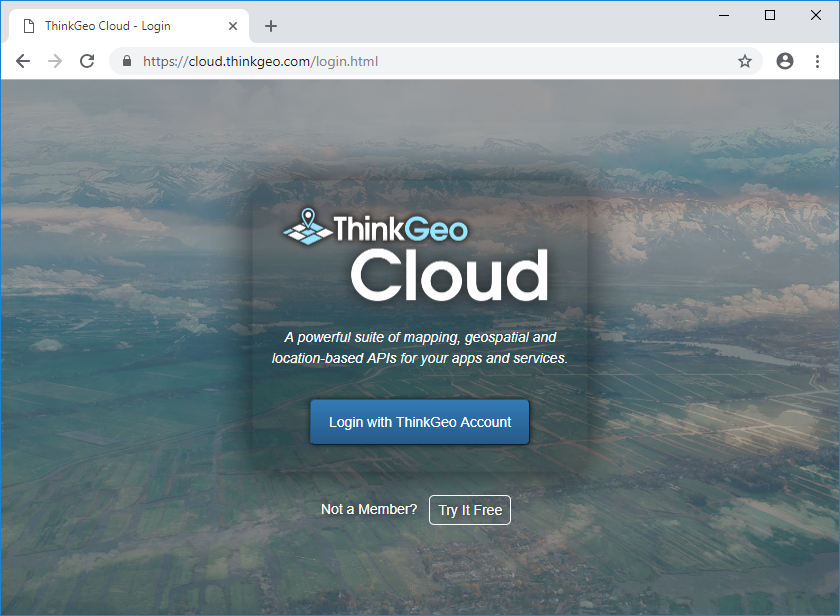 ThinkGeo Cloud - Login
https://cloud.thinkgeo.com/login.html
ThinkGeo
Cloud
A powerful suite of mapping, geospatial and
location-based APIs for your apps and services.
Login with ThinkGeo Account
Not a Member? Try It Free